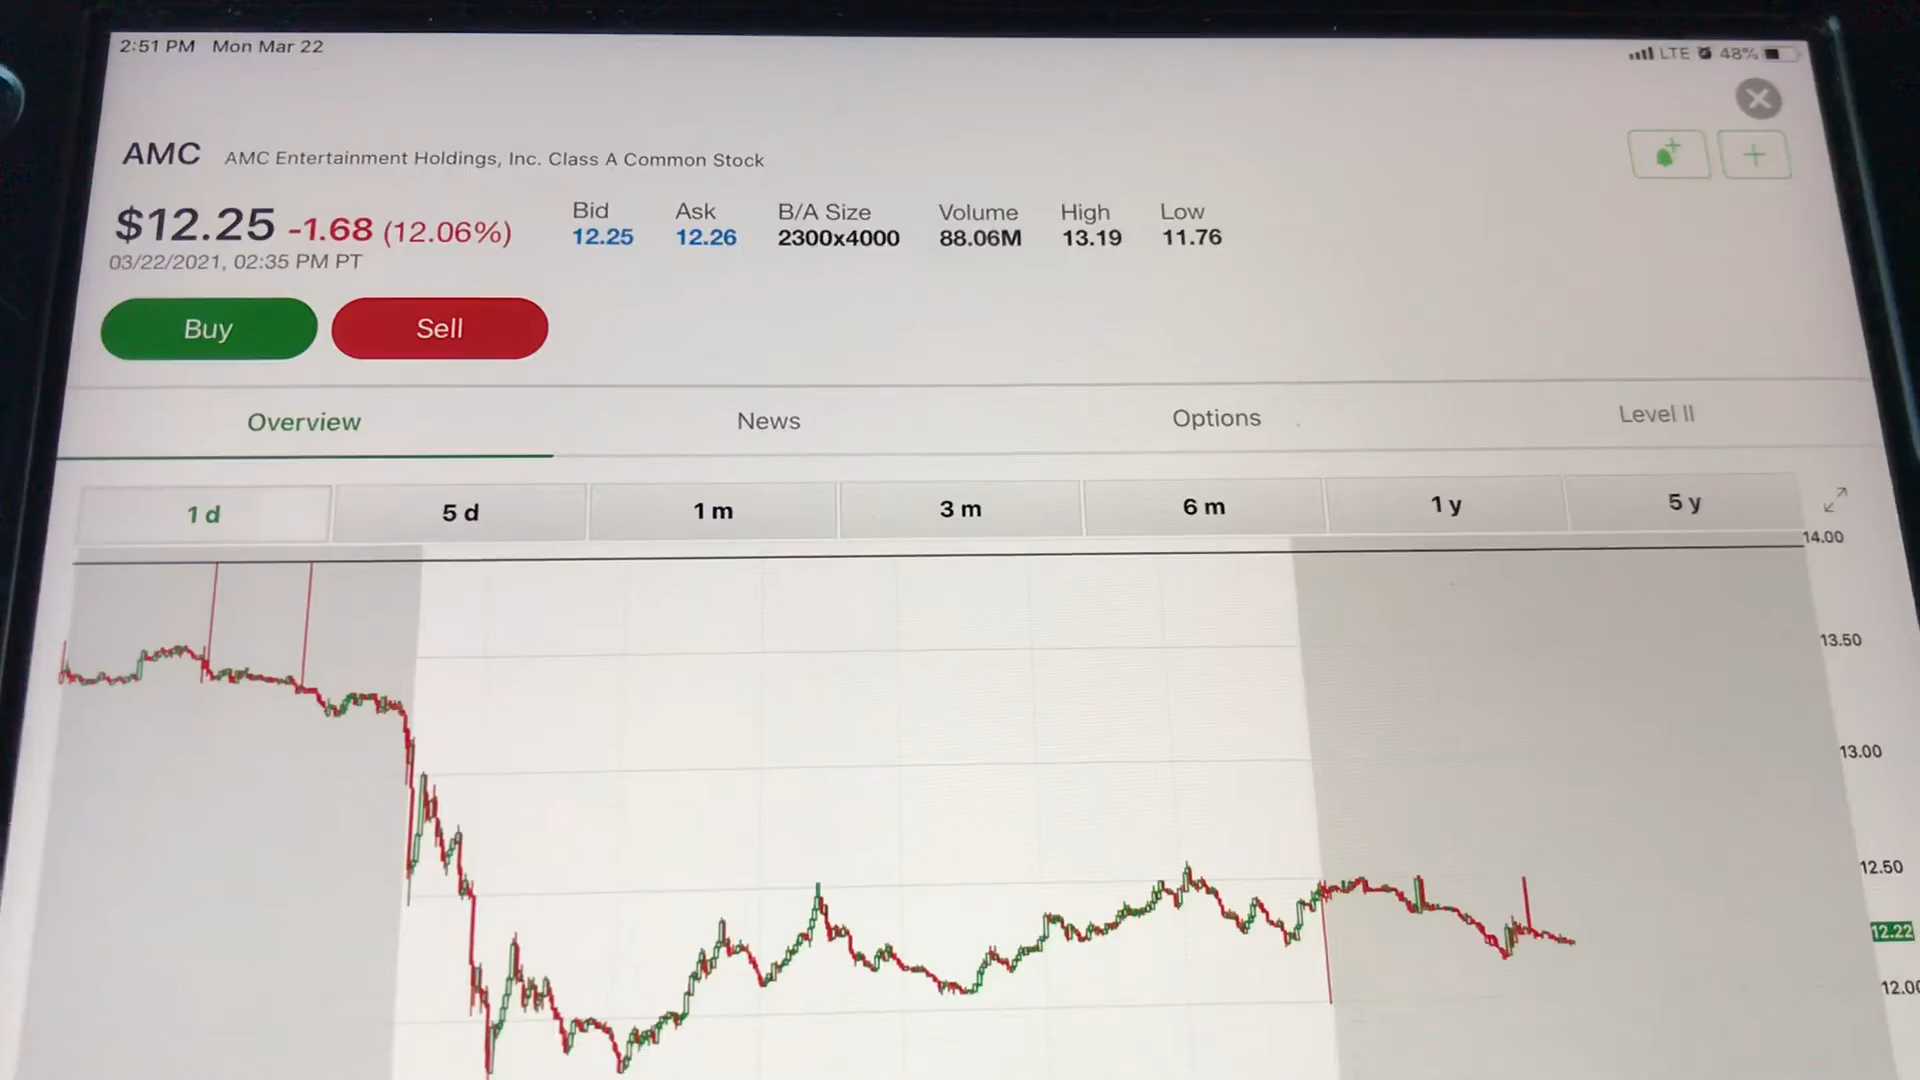 2:51 PM Mon Mar 22
LTE 48%
AMC AMC Entertainment Holdings, Inc. Class A Common Stock
$12.25 -1.68 (12.06%)
03/22/2021, 02:35 PM PT
Bid Ask B/A Size Volume High Low
12.25 12.26 2300x4000 88.06M 13.19 11.76
Buy Sell
Overview News Options Level II
1 d 5 d 1 m 3 m 6 m 1 y 5 y
14.00
13.50
13.00
12.50
12.22
12.00